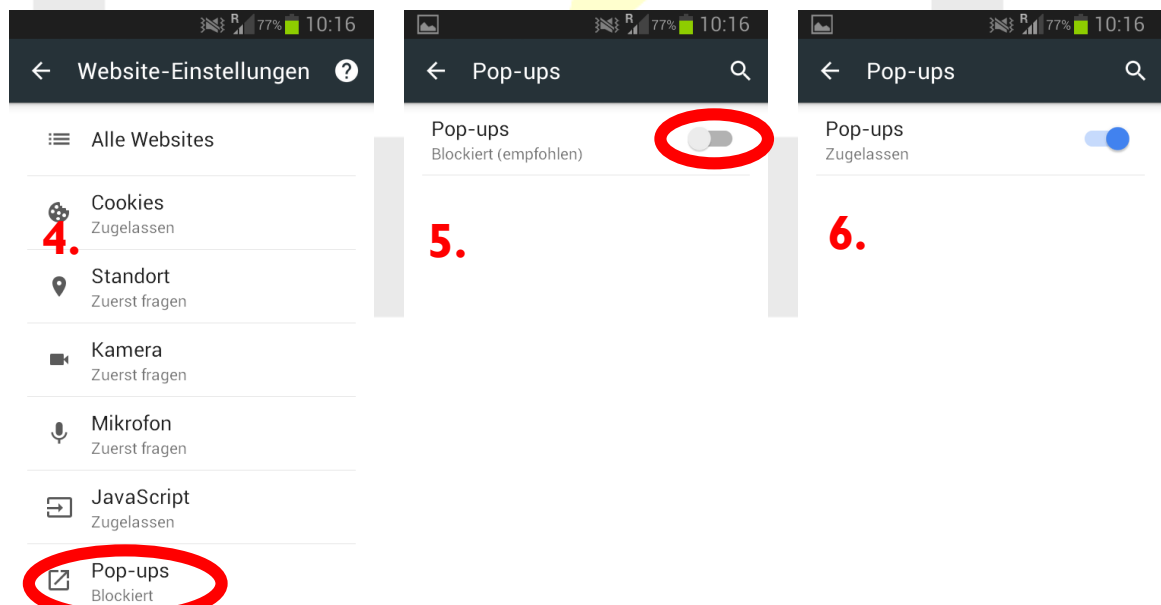 R 77% 10:16
Website-Einstellungen ?
Alle Websites
Cookies
Zugelassen
4.
Standort
Zuerst fragen
Kamera
Zuerst fragen
Mikrofon
Zuerst fragen
JavaScript
Zugelassen
Pop-ups
Blockiert
R 77% 10:16
Pop-ups
Pop-ups
Blockiert (empfohlen)
5.
R 77% 10:16
Pop-ups
Pop-ups
Zugelassen
6.